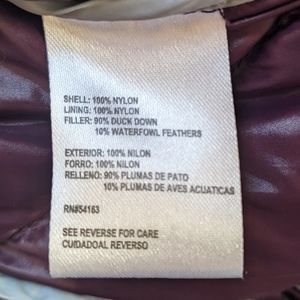 SHELL: 100% NYLON
LINING: 100% NYLON
FILLER: 90% DUCK DOWN
10% WATERFOWL FEATHERS
EXTERIOR: 100% NILON
FORRO: 100% NILON
RELLENO: 90% PLUMAS DE PATO
10% PLUMAS DE AVES ACUATICAS
RN#54163
SEE REVERSE FOR CARE
CUIDADOAL REVERSO